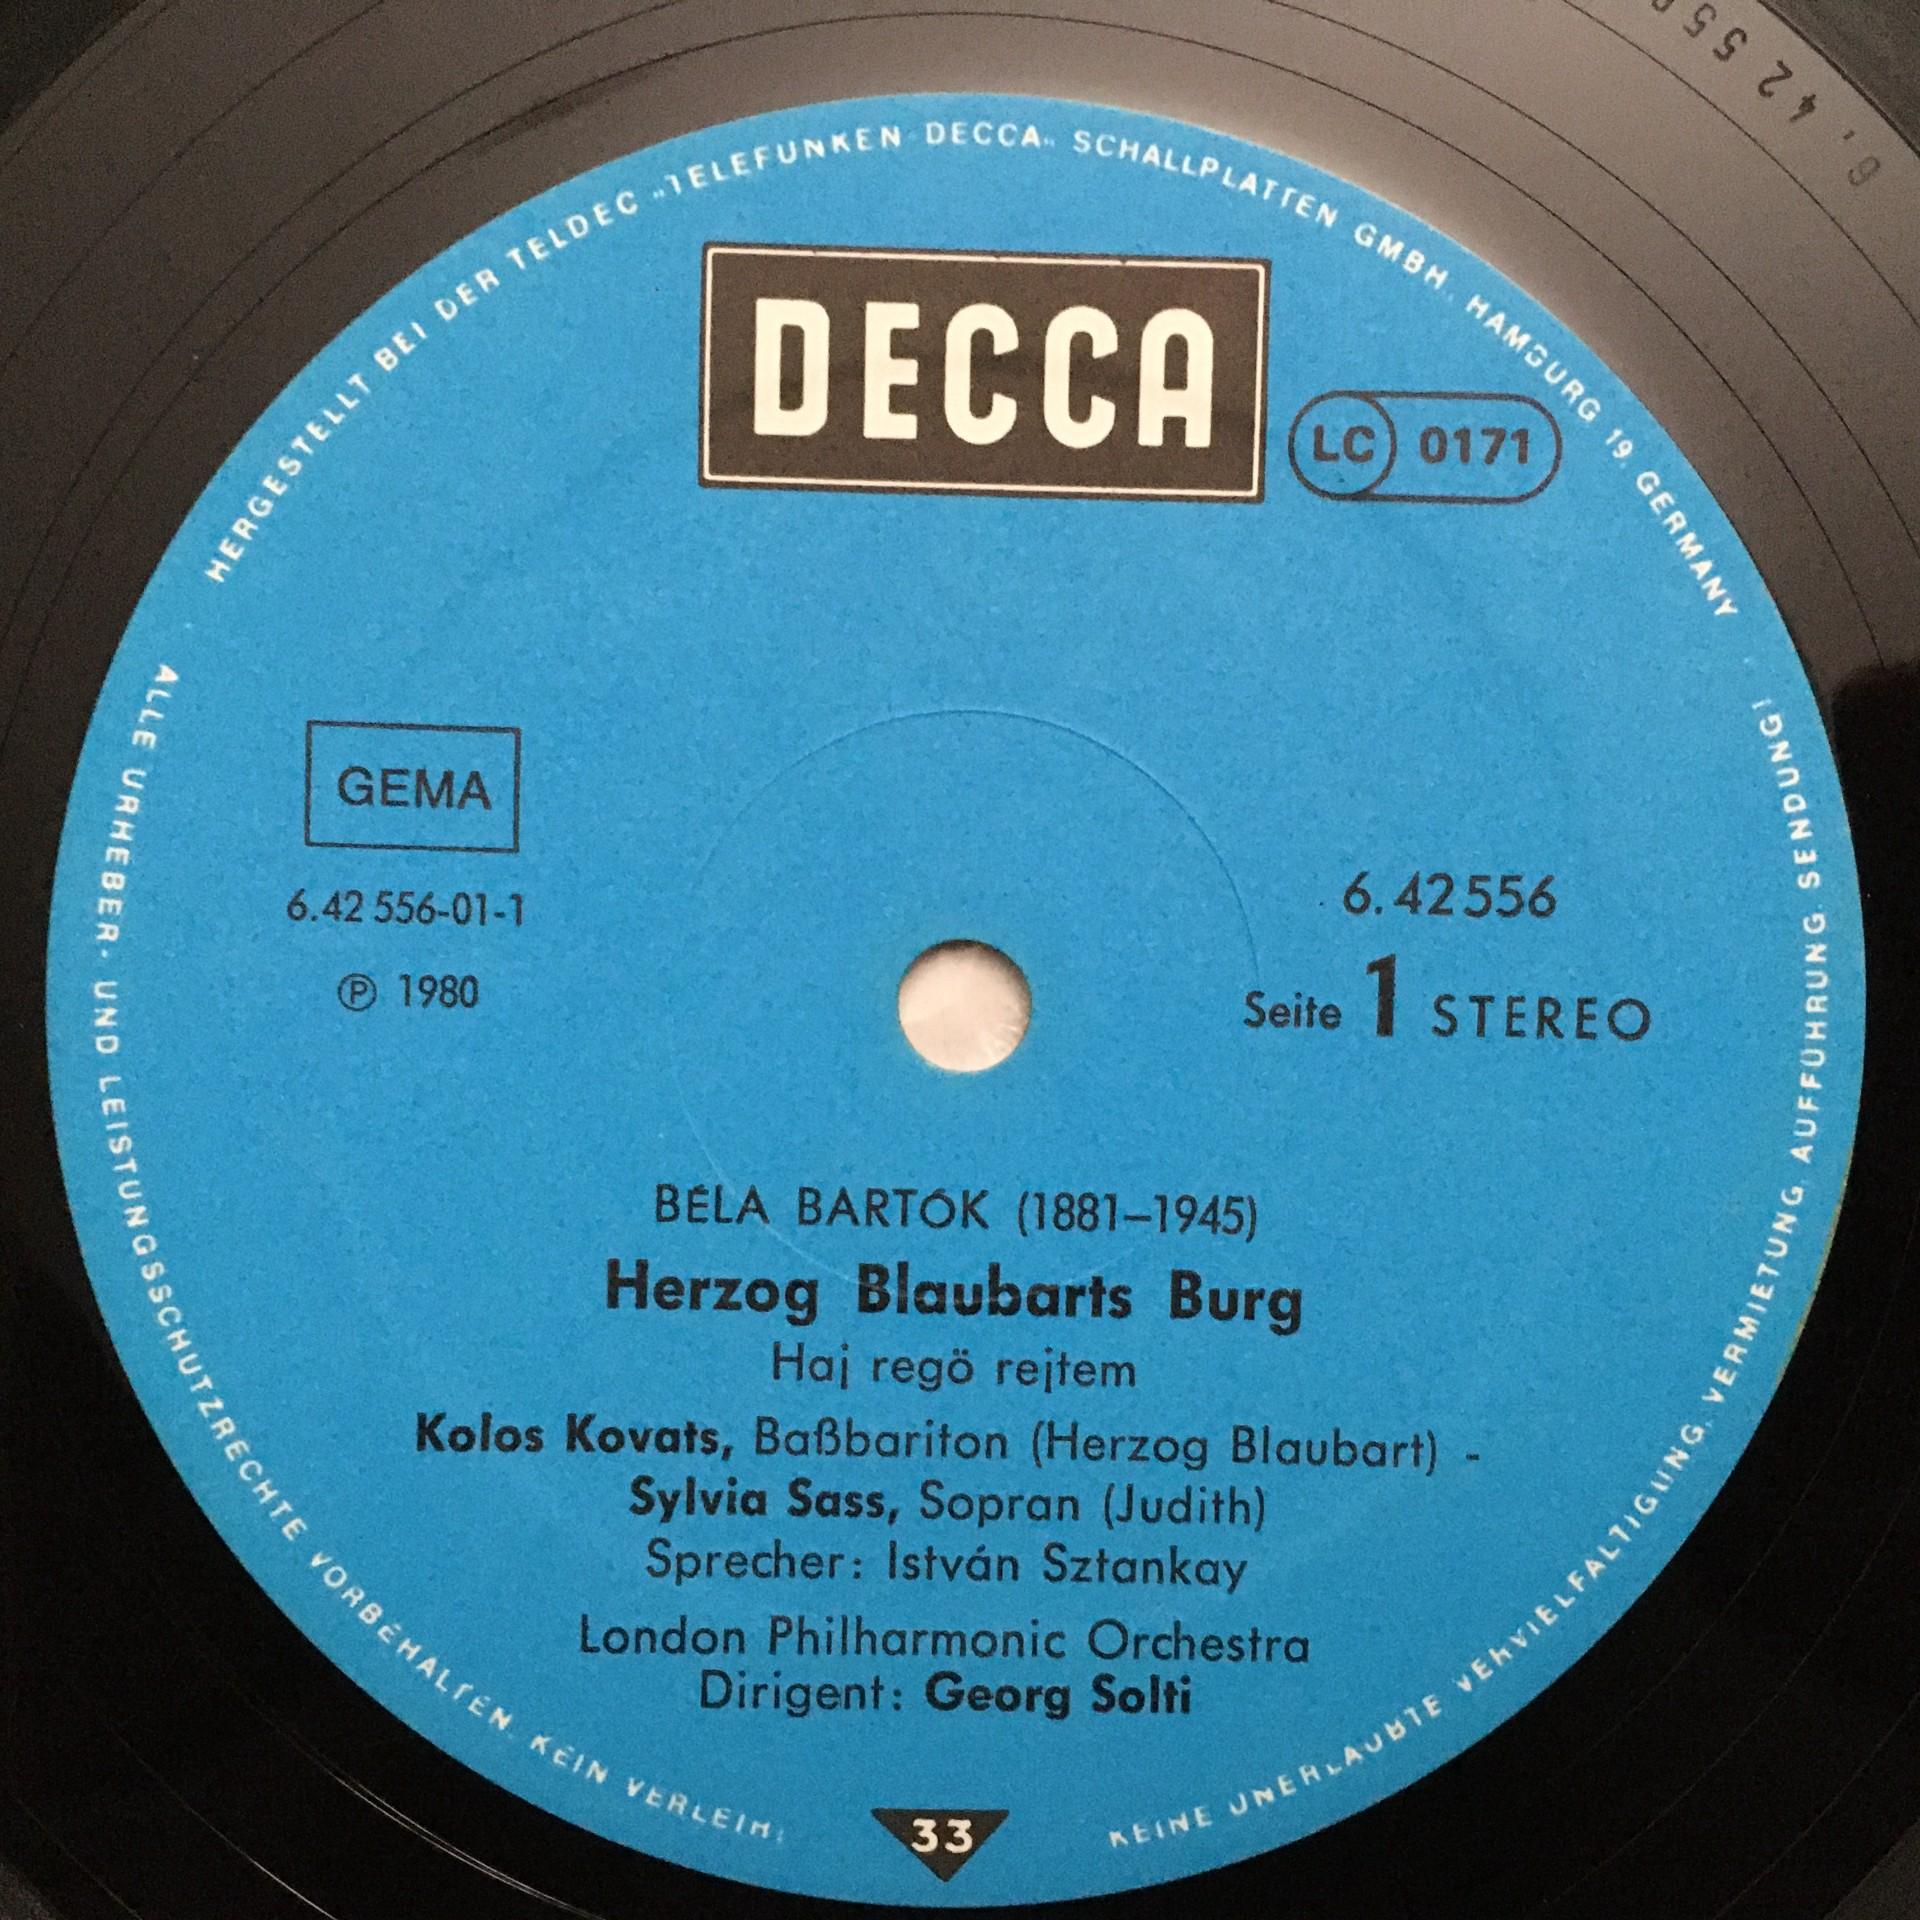 6.4255
HERGESTELLT BEI DER TELDEC „TELEFUNKEN DECCA" SCHALLPLATTEN GMBH. HAMBURG 19. GERMANY
DECCA
LC 0171
GEMA
6.42 556-01-1
Ⓟ 1980
6.42556
Seite 1 STEREO
BÉLA BARTÓK (1881–1945)
Herzog Blaubarts Burg
Haj regö rejtem
Kolos Kovats, Baßbariton (Herzog Blaubart) -
Sylvia Sass, Sopran (Judith)
Sprecher: István Sztankay
London Philharmonic Orchestra
Dirigent: Georg Solti
33
ALLE URHEBER- UND LEISTUNGSSCHUTZRECHTE VORBEHALTEN. KEIN VERLEIH!
KEINE UNERLAUBTE VERVIELFÄLTIGUNG, VERMIETUNG, AUFFÜHRUNG, SENDUNG!